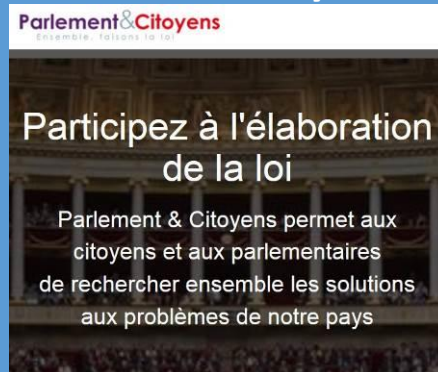 Parlement&Citoyens
Ensemble, faisons la loi
Participez à l'élaboration
de la loi
Parlement & Citoyens permet aux
citoyens et aux parlementaires
de rechercher ensemble les solutions
aux problèmes de notre pays